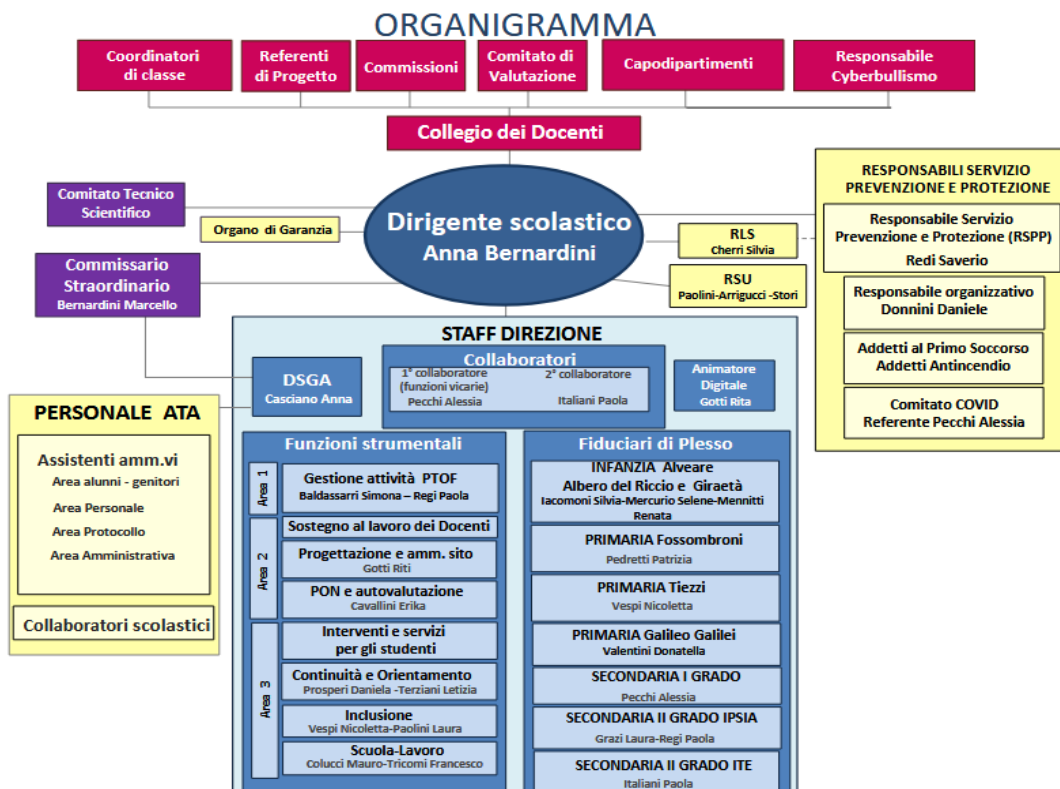 ORGANIGRAMMA
Coordinatori
di classe
Referenti
di Progetto
Commissioni
Comitato di
Valutazione
Capodipartimenti
Responsabile
Cyberbullismo
Collegio dei Docenti
Comitato Tecnico
Scientifico
Organo di Garanzia
Dirigente scolastico
Anna Bernardini
Commissario
Straordinario
Bernardini Marcello
RLS
Cherri Silvia
RSU
Paolini-Arrigucci -Stori
RESPONSABILI SERVIZIO
PREVENZIONE E PROTEZIONE
Responsabile Servizio
Prevenzione e Protezione (RSPP)
Redi Saverio
Responsabile organizzativo
Donnini Daniele
Addetti al Primo Soccorso
Addetti Antincendio
Comitato COVID
Referente Pecchi Alessia
STAFF DIREZIONE
DSGA
Casciano Anna
Collaboratori
1° collaboratore
(funzioni vicarie)
Pecchi Alessia
2° collaboratore
Italiani Paola
Animatore
Digitale
Gotti Rita
PERSONALE ATA
Assistenti amm.vi
Area alunni - genitori
Area Personale
Area Protocollo
Area Amministrativa
Collaboratori scolastici
Funzioni strumentali
Area 1
Gestione attività PTOF
Baldassarri Simona – Regi Paola
Area 2
Sostegno al lavoro dei Docenti
Progettazione e amm. sito
Gotti Riti
PON e autovalutazione
Cavallini Erika
Area 3
Interventi e servizi
per gli studenti
Continuità e Orientamento
Prosperi Daniela -Terziani Letizia
Inclusione
Vespi Nicoletta-Paolini Laura
Scuola-Lavoro
Colucci Mauro-Tricomi Francesco
Fiduciari di Plesso
INFANZIA Alveare
Albero del Riccio e Giraetà
Iacomoni Silvia-Mercurio Selene-Mennitti
Renata
PRIMARIA Fossombroni
Pedretti Patrizia
PRIMARIA Tiezzi
Vespi Nicoletta
PRIMARIA Galileo Galilei
Valentini Donatella
SECONDARIA I GRADO
Pecchi Alessia
SECONDARIA II GRADO IPSIA
Grazi Laura-Regi Paola
SECONDARIA II GRADO ITE
Italiani Paola